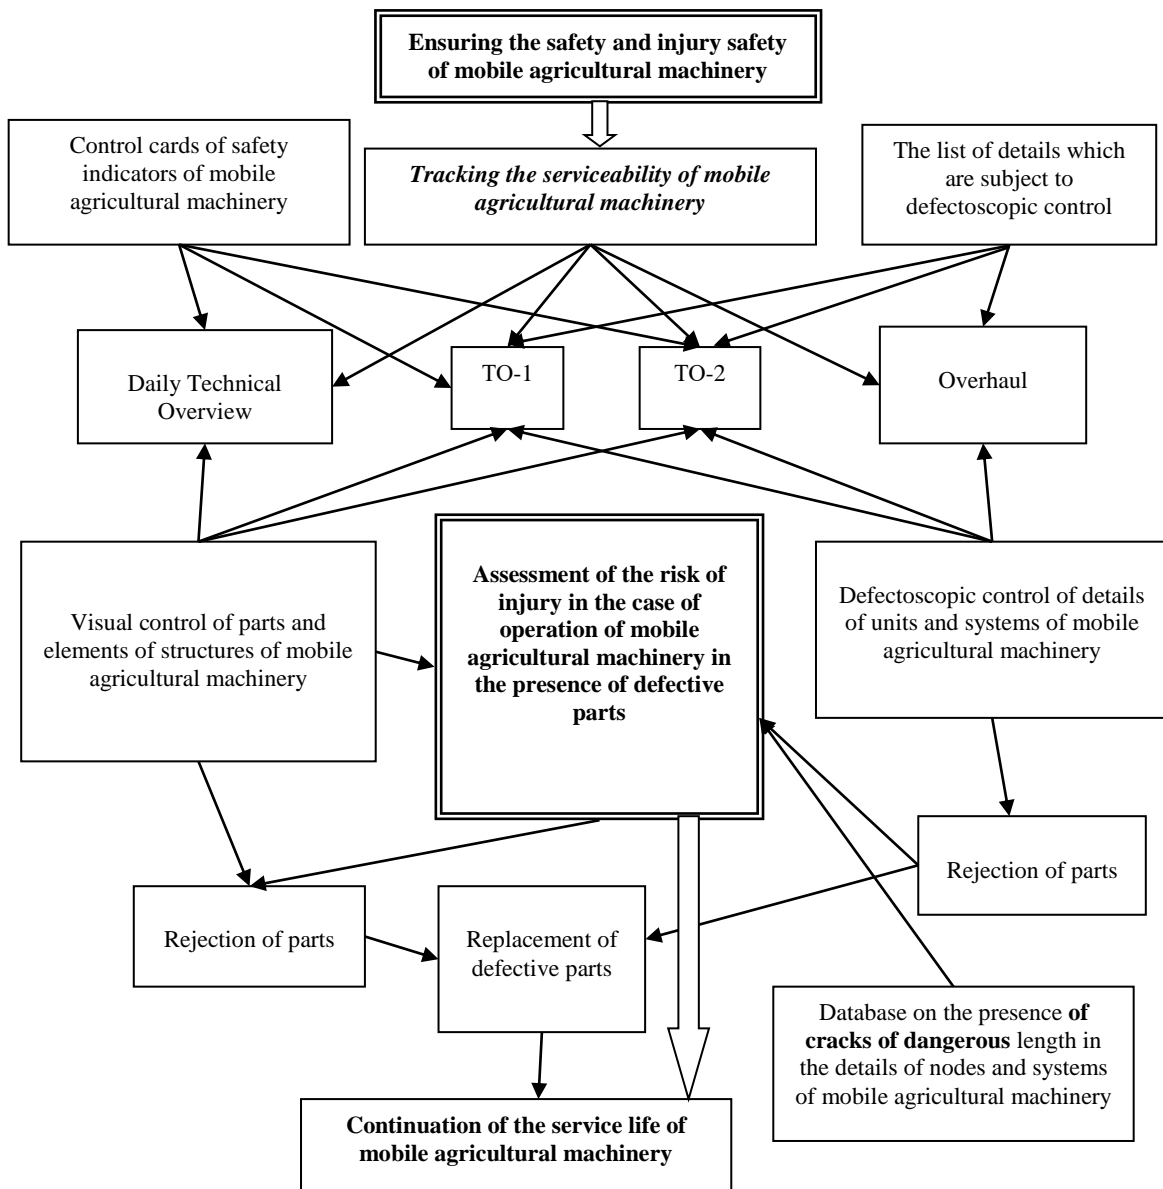 Ensuring the safety and injury safety
of mobile agricultural machinery
Control cards of safety
indicators of mobile
agricultural machinery
Tracking the serviceability of mobile
agricultural machinery
The list of details which
are subject to
defectoscopic control
Daily Technical
Overview
TO-1
TO-2
Overhaul
Visual control of parts and
elements of structures of mobile
agricultural machinery
Assessment of the risk of
injury in the case of
operation of mobile
agricultural machinery in
the presence of defective
parts
Defectoscopic control of details
of units and systems of mobile
agricultural machinery
Rejection of parts
Replacement of
defective parts
Rejection of parts
Database on the presence of
cracks of dangerous length in
the details of nodes and systems
of mobile agricultural machinery
Continuation of the service life of
mobile agricultural machinery